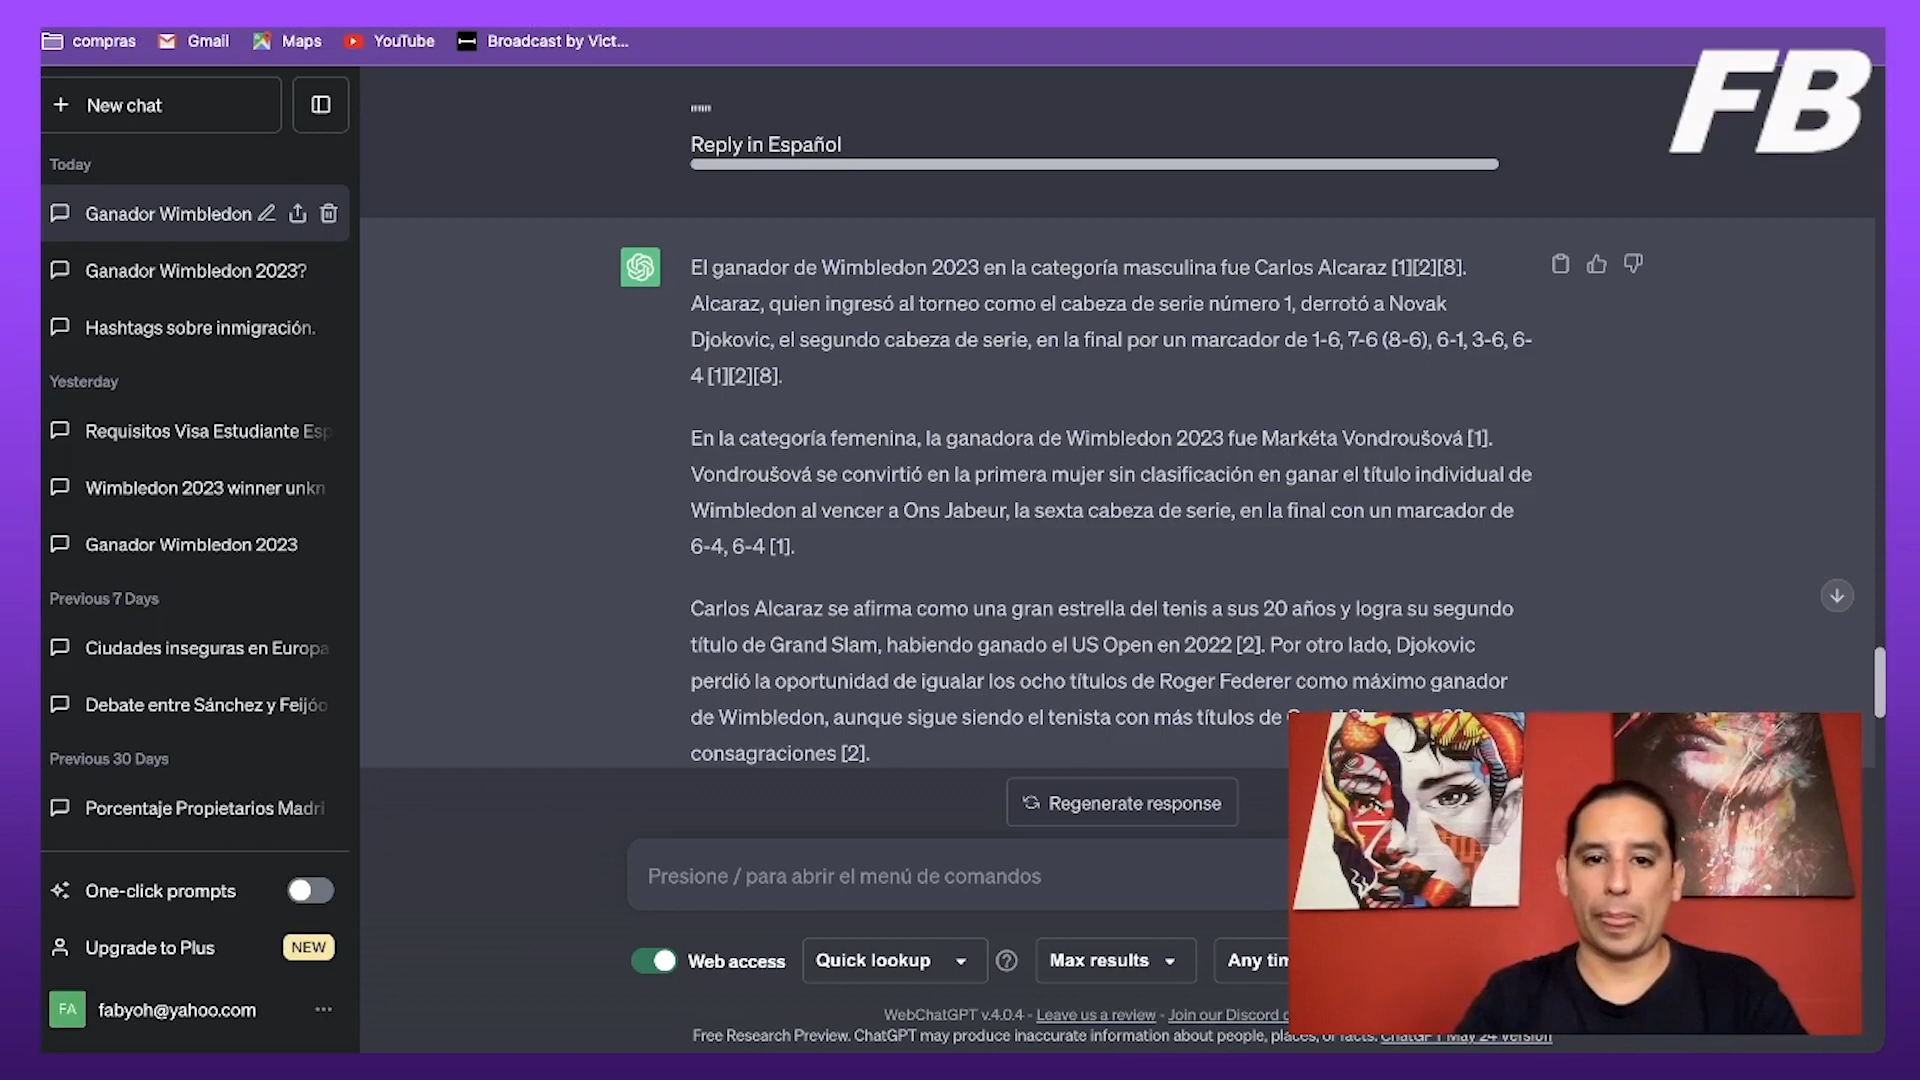 compras
Gmail
Maps
YouTube
Broadcast by Vict...
FB
New chat
Today
Ganador Wimbledon
Ganador Wimbledon 2023?
Hashtags sobre inmigración.
Yesterday
Requisitos Visa Estudiante Esp
Wimbledon 2023 winner unkn
Ganador Wimbledon 2023
Previous 7 Days
Ciudades inseguras en Europa
Debate entre Sánchez y Feijóo
Previous 30 Days
Porcentaje Propietarios Madri
One-click prompts
Upgrade to Plus
NEW
FA
fabyoh@yahoo.com
""""
Reply in Español
El ganador de Wimbledon 2023 en la categoría masculina fue Carlos Alcaraz [1][2][8].
Alcaraz, quien ingresó al torneo como el cabeza de serie número 1, derrotó a Novak
Djokovic, el segundo cabeza de serie, en la final por un marcador de 1-6, 7-6 (8-6), 6-1, 3-6, 6-
4 [1][2][8].
En la categoría femenina, la ganadora de Wimbledon 2023 fue Markéta Vondroušová [1].
Vondroušová se convirtió en la primera mujer sin clasificación en ganar el título individual de
Wimbledon al vencer a Ons Jabeur, la sexta cabeza de serie, en la final con un marcador de
6-4, 6-4 [1].
Carlos Alcaraz se afirma como una gran estrella del tenis a sus 20 años y logra su segundo
título de Grand Slam, habiendo ganado el US Open en 2022 [2]. Por otro lado, Djokovic
perdió la oportunidad de igualar los ocho títulos de Roger Federer como máximo ganador
de Wimbledon, aunque sigue siendo el tenista con más títulos de
consagraciones [2].
Regenerate response
Presione / para abrir el menú de comandos
Web access
Quick lookup
Max results
Any tim
WebChatGPT v.4.0.4 - Leave us a review - Join our Discord
Free Research Preview. ChatGPT may produce inaccurate information about people, places, or facts. ChatGPT May 24 Version